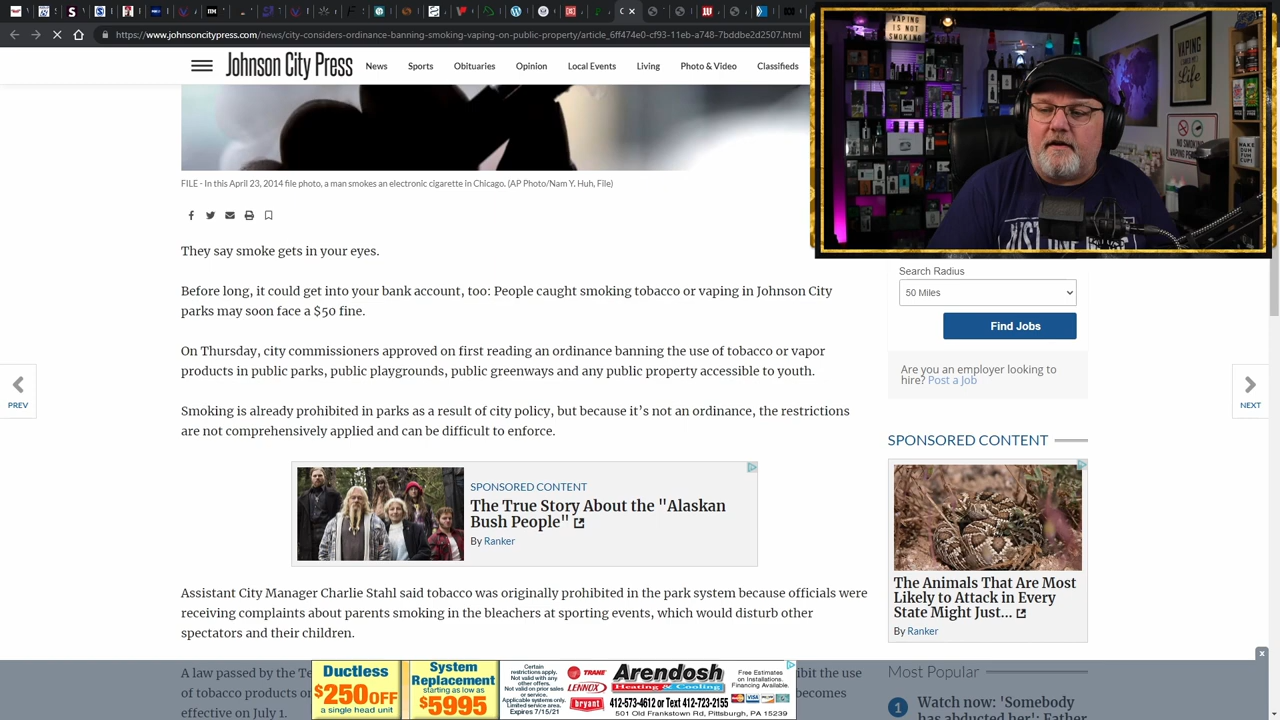 https://www.johnsoncitypress.com/news/city-considers-ordinance-banning-smoking-vaping-on-public-property/article_6ff474e0-cf93-11eb-a748-7bddbe2d2507.html
Johnson City Press
News
Sports
Obituaries
Opinion
Local Events
Living
Photo & Video
Classifieds
VAPING
IS NOT
SMOKING
VAPING
Life
NO SMOKING
FILE - In this April 23, 2014 file photo, a man smokes an electronic cigarette in Chicago. (AP Photo/Nam Y. Huh, File)
They say smoke gets in your eyes.
Before long, it could get into your bank account, too: People caught smoking tobacco or vaping in Johnson City
parks may soon face a $50 fine.
On Thursday, city commissioners approved on first reading an ordinance banning the use of tobacco or vapor
products in public parks, public playgrounds, public greenways and any public property accessible to youth.
Smoking is already prohibited in parks as a result of city policy, but because it's not an ordinance, the restrictions
are not comprehensively applied and can be difficult to enforce.
SPONSORED CONTENT
The True Story About the "Alaskan
Bush People"
By Ranker
Assistant City Manager Charlie Stahl said tobacco was originally prohibited in the park system because officials were
receiving complaints about parents smoking in the bleachers at sporting events, which would disturb other
spectators and their children.
A law passed by the Te
ibit the use
of tobacco products or
becomes
effective on July 1.
PREV
NEXT
Search Radius
50 Miles
Find Jobs
Are you an employer looking to
hire? Post a Job
SPONSORED CONTENT
The Animals That Are Most
Likely to Attack in Every
State Might Just...
By Ranker
Most Popular
1
Watch now: 'Somebody
has abducted her': Father
Ductless
$250 OFF
a single head unit
System
Replacement
starting as low as
$5995
Certain
restrictions apply.
Not valid with any
other offers.
Not valid on prior
sales or service.
Applicable systems only.
Limited service area.
Expires 7/15/21
TRANE
LENNOX
bryant
Arendosh
Heating & Cooling
412-573-4612 or Text 412-723-2155
501 Old Frankstown Rd, Pittsburgh, PA 15239
Free Estimates
on Installations.
Financing Available.
VISA